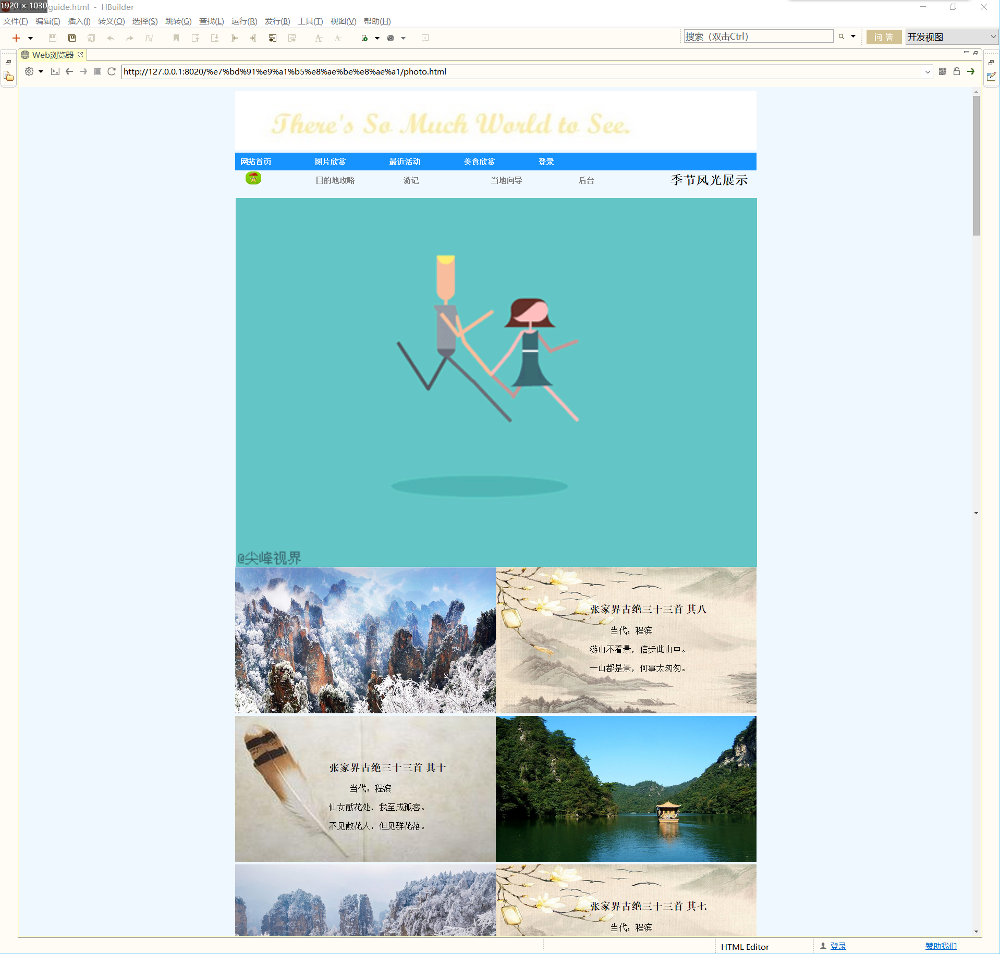 1920 × 1030
guide.html - HBuilder
文件(F) 编辑(E) 插入(I) 转义(O) 选择(S) 跳转(G) 查找(L) 运行(R) 发行(B) 工具(T) 视图(V) 帮助(H)
搜索（双击Ctrl） 问 答 开发视图
Web浏览器
http://127.0.0.1:8020/%e7%bd%91%e9%a1%b5%e8%ae%be%e8%ae%a1/photo.html
There's So Much World to See.
网站首页 图片欣赏 最近活动 美食欣赏 登录
目的地攻略 游记 当地向导 后台 季节风光展示
@尖峰视界
张家界古绝三十三首 其八
当代：程滨
游山不看景，信步此山中。
一山都是景，何事太匆匆。
张家界古绝三十三首 其十
当代：程滨
仙女献花处，我至成孤客。
不见散花人，但见群花落。
张家界古绝三十三首 其七
当代：程滨
HTML Editor 登录 赞助我们